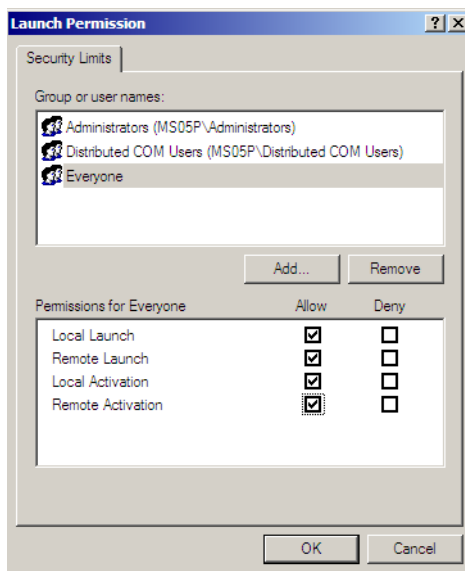 Launch Permission
Security Limits
Group or user names:
Administrators (MS05P\Administrators)
Distributed COM Users (MS05P\Distributed COM Users)
Everyone
Add... Remove
Permissions for Everyone Allow Deny
Local Launch
Remote Launch
Local Activation
Remote Activation
OK Cancel